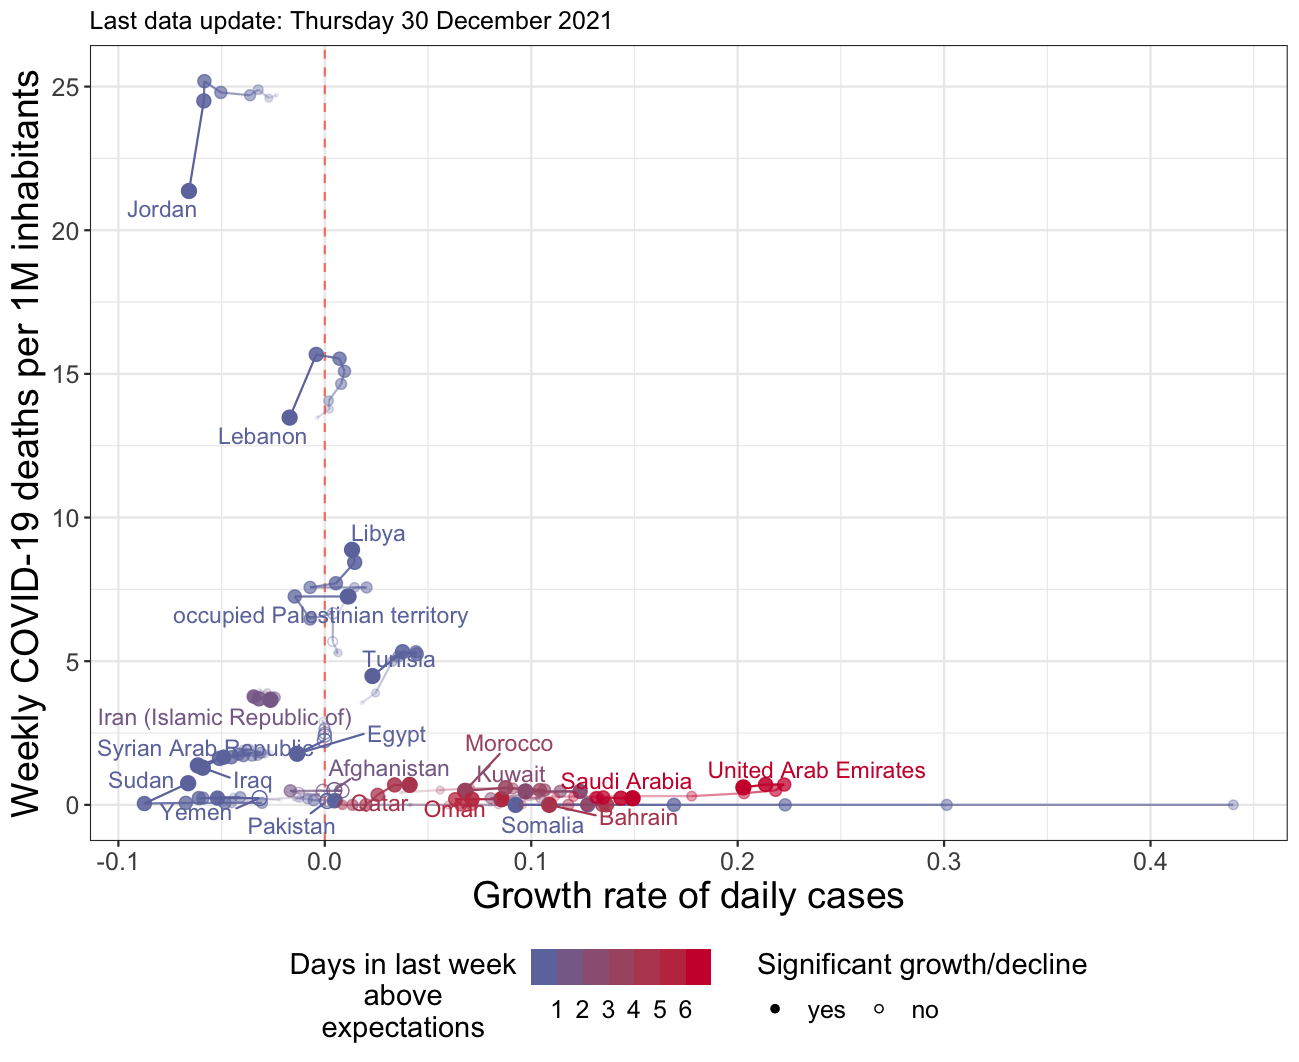 Last data update: Thursday 30 December 2021
Weekly COVID-19 deaths per 1M inhabitants
25
20
15
10
5
0
Jordan
Lebanon
Libya
occupied Palestinian territory
Tunisia
Iran (Islamic Republic of)
Egypt
Syrian Arab Republic
Morocco
Afghanistan
Kuwait
United Arab Emirates
Sudan
Iraq
Saudi Arabia
Qatar
Oman
Yemen
Bahrain
Pakistan
Somalia
-0.1 0.0 0.1 0.2 0.3 0.4
Growth rate of daily cases
Days in last week
above
expectations
1 2 3 4 5 6
Significant growth/decline
yes no